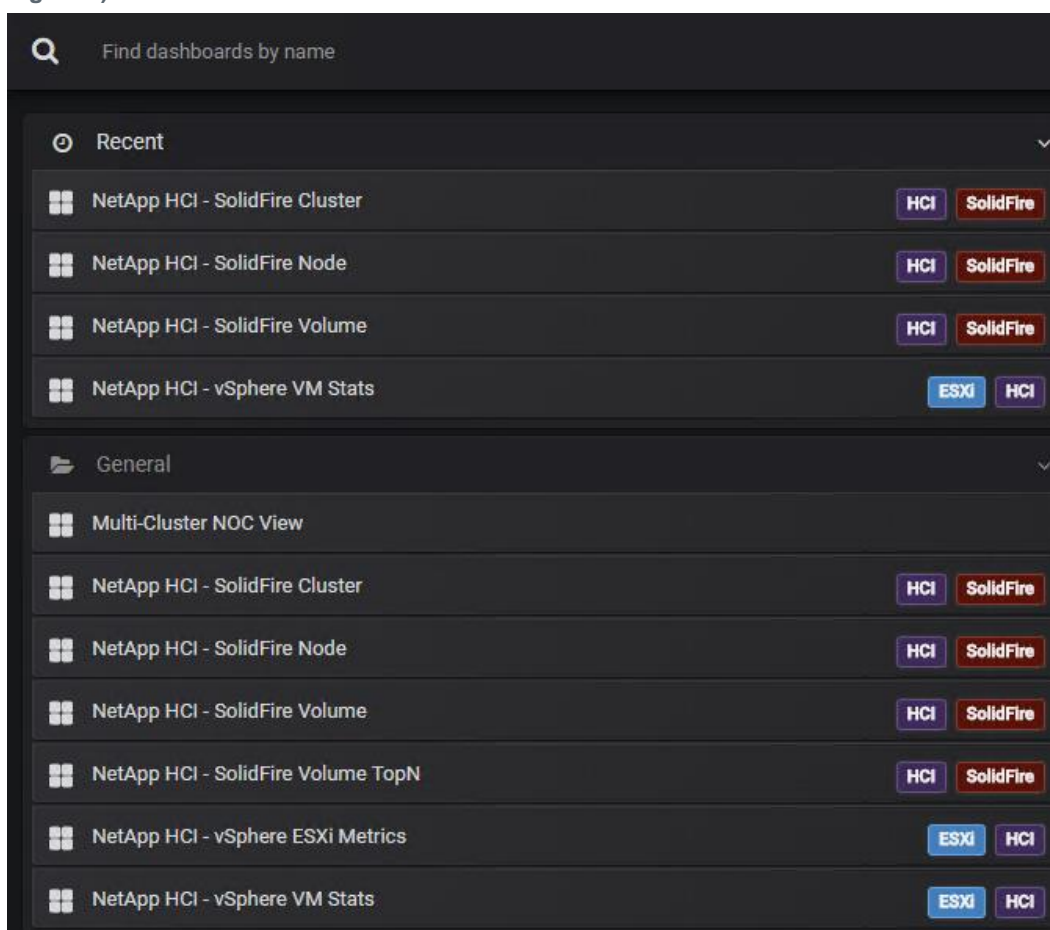 Find dashboards by name
Recent
NetApp HCI - SolidFire Cluster HCI SolidFire
NetApp HCI - SolidFire Node HCI SolidFire
NetApp HCI - SolidFire Volume HCI SolidFire
NetApp HCI - vSphere VM Stats ESXi HCI
General
Multi-Cluster NOC View
NetApp HCI - SolidFire Cluster HCI SolidFire
NetApp HCI - SolidFire Node HCI SolidFire
NetApp HCI - SolidFire Volume HCI SolidFire
NetApp HCI - SolidFire Volume TopN HCI SolidFire
NetApp HCI - vSphere ESXi Metrics ESXi HCI
NetApp HCI - vSphere VM Stats ESXi HCI